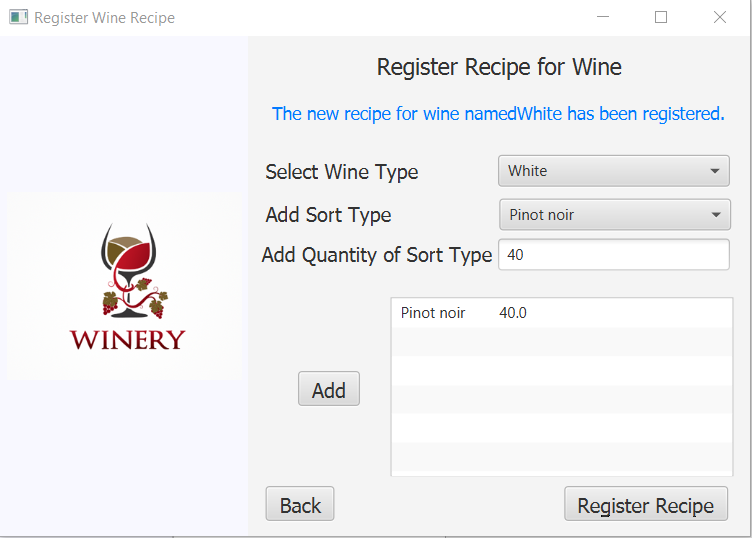 Register Wine Recipe
Register Recipe for Wine
The new recipe for wine namedWhite has been registered.
Select Wine Type White
Add Sort Type Pinot noir
Add Quantity of Sort Type 40
WINERY
Pinot noir 40.0
Add
Back Register Recipe